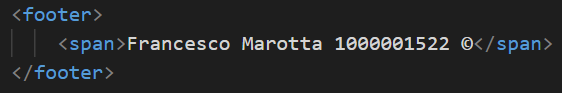 <footer>
<span>Francesco Marotta 1000001522 ©</span>
</footer>